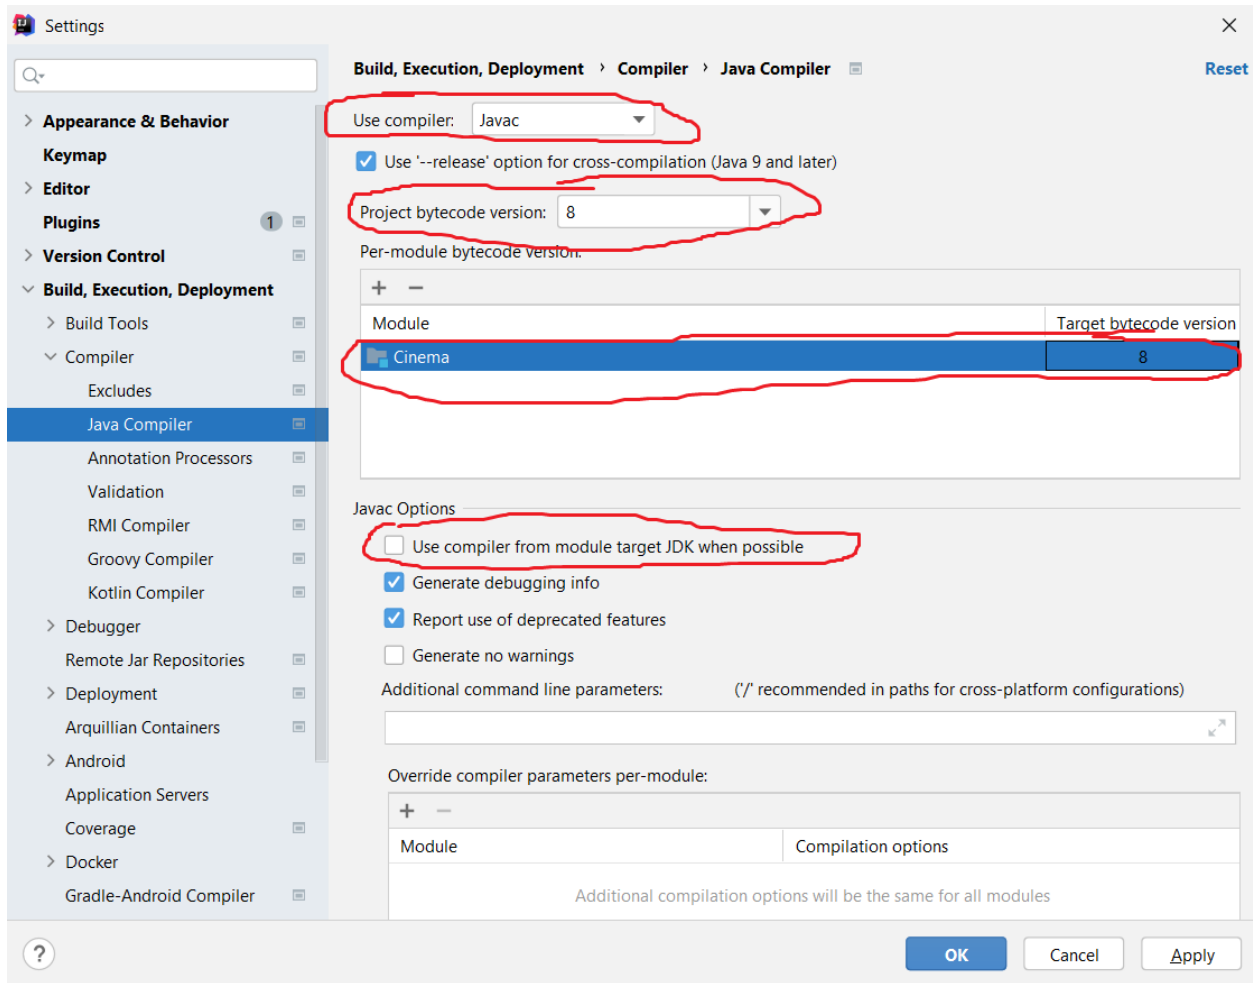 Settings
Build, Execution, Deployment › Compiler › Java Compiler
Reset
Appearance & Behavior
Keymap
Editor
Plugins 1
Version Control
Build, Execution, Deployment
Build Tools
Compiler
Excludes
Java Compiler
Annotation Processors
Validation
RMI Compiler
Groovy Compiler
Kotlin Compiler
Debugger
Remote Jar Repositories
Deployment
Arquillian Containers
Android
Application Servers
Coverage
Docker
Gradle-Android Compiler
Use compiler: Javac
Use '--release' option for cross-compilation (Java 9 and later)
Project bytecode version: 8
Per-module bytecode version:
Module Target bytecode version
Cinema 8
Javac Options
Use compiler from module target JDK when possible
Generate debugging info
Report use of deprecated features
Generate no warnings
Additional command line parameters: ('/' recommended in paths for cross-platform configurations)
Override compiler parameters per-module:
Module Compilation options
Additional compilation options will be the same for all modules
?
OK Cancel Apply